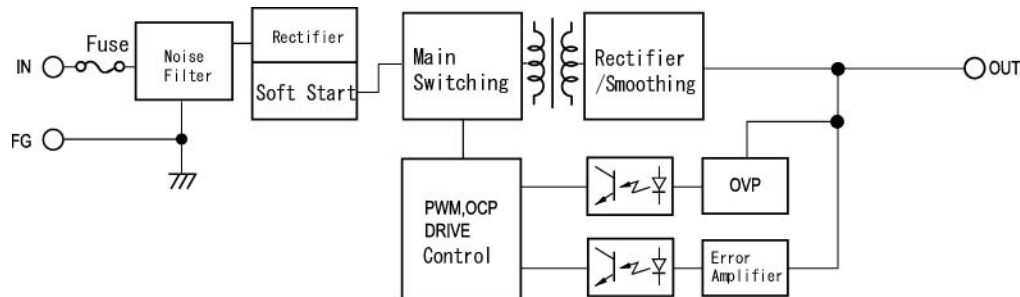 Fuse
IN
Noise
Filter
Rectifier
Soft Start
Main
Switching
Rectifier
/Smoothing
OUT
FG
PWM,OCP
DRIVE
Control
OVP
Error
Amplifier